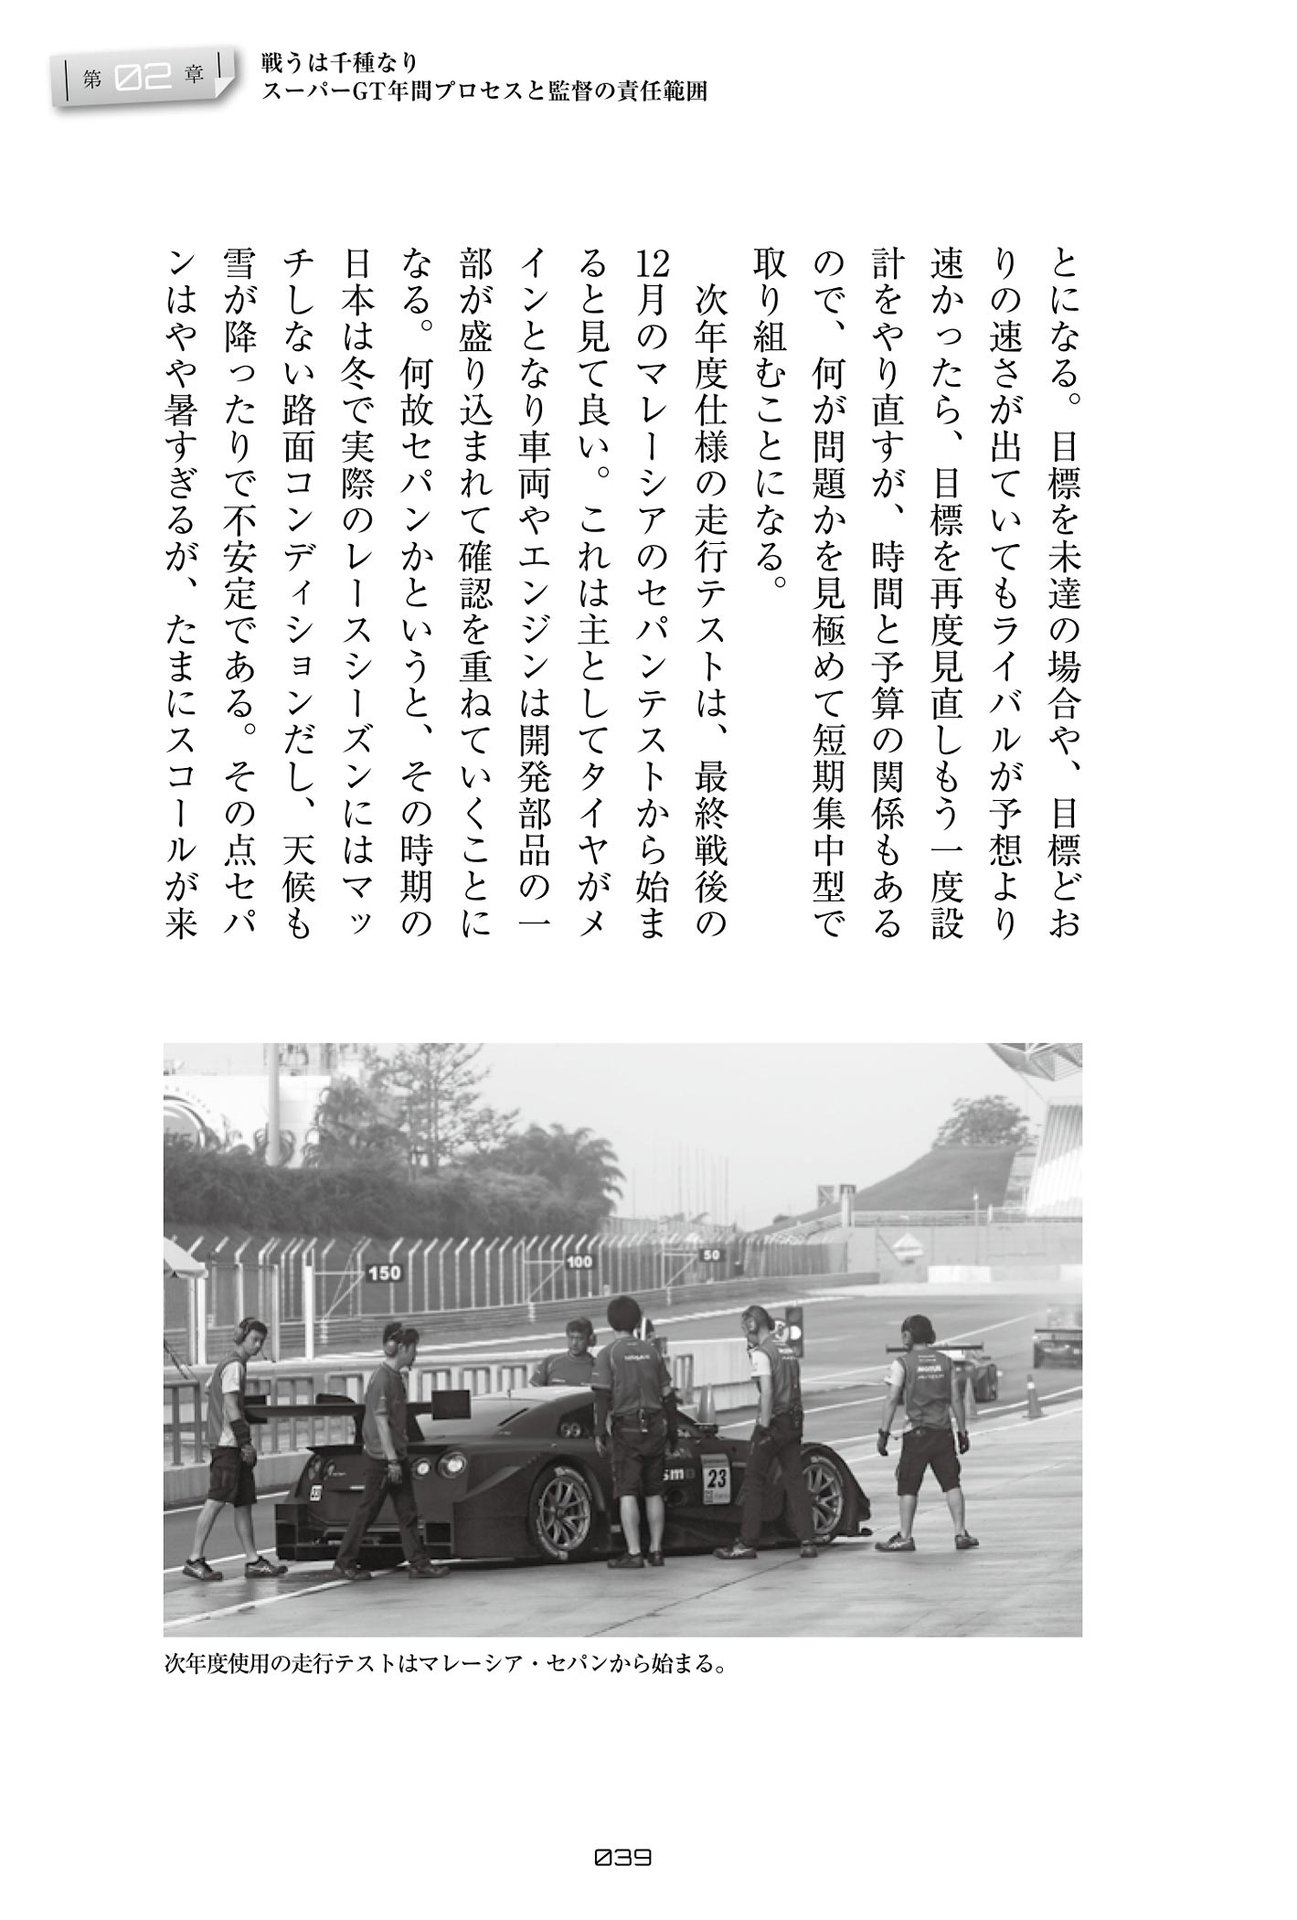 第02章
戦うは千種なり
スーパーGT年間プロセスと監督の責任範囲
とになる。目標を未達の場合や、目標どお
りの速さが出ていてもライバルが予想より
速かったら、目標を再度見直しもう一度設
計をやり直すが、時間と予算の関係もある
ので、何が問題かを見極めて短期集中型で
取り組むことになる。
次年度仕様の走行テストは、最終戦後の
12月のマレーシアのセパンテストから始ま
ると見て良い。これは主としてタイヤがメ
インとなり車両やエンジンは開発部品の一
部が盛り込まれて確認を重ねていくことに
なる。何故セパンかというと、その時期の
日本は冬で実際のレースシーズンにはマッ
チしない路面コンディションだし、天候も
雪が降ったりで不安定である。その点セパ
ンはやや暑すぎるが、たまにスコールが来
150
100
50
23
次年度使用の走行テストはマレーシア・セパンから始まる。
039